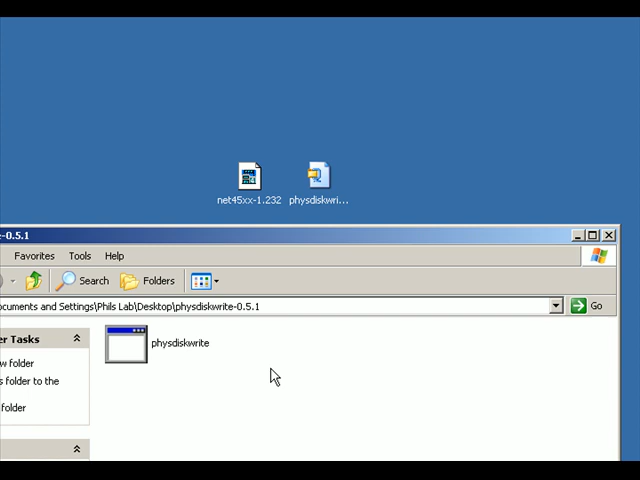 net45xx-1.232
physdiskwri...
-0.5.1
Favorites Tools Help
Search Folders
ocuments and Settings\Phils Lab\Desktop\physdiskwrite-0.5.1 Go
er Tasks
w folder
s folder to the
folder
physdiskwrite